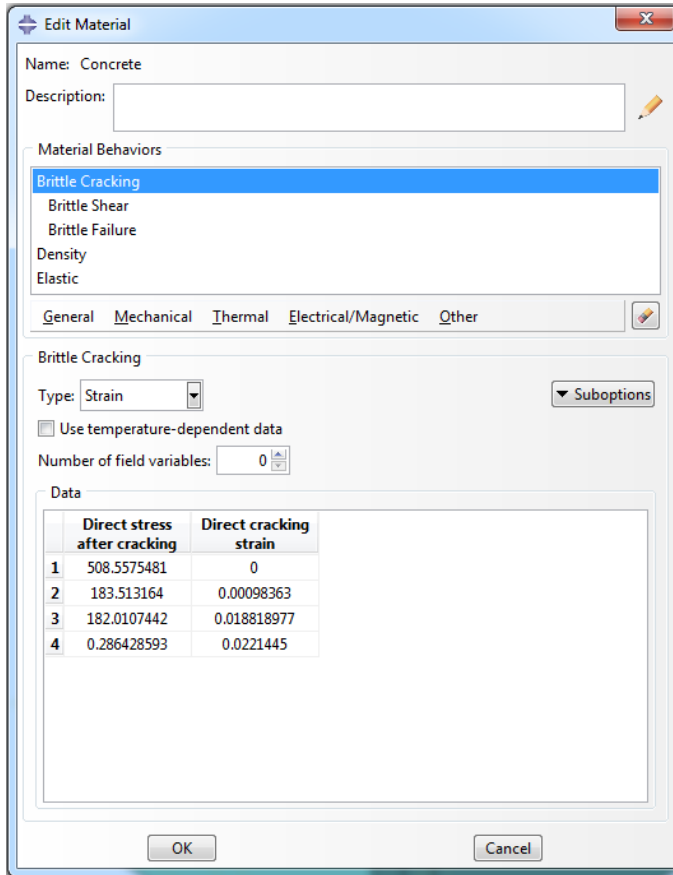 Edit Material
Name: Concrete
Description:
Material Behaviors
Brittle Cracking
Brittle Shear
Brittle Failure
Density
Elastic
General Mechanical Thermal Electrical/Magnetic Other
Brittle Cracking
Type: Strain Suboptions
Use temperature-dependent data
Number of field variables: 0
Data
Direct stress Direct cracking
after cracking strain
1 508.5575481 0
2 183.513164 0.00098363
3 182.0107442 0.018818977
4 0.286428593 0.0221445
OK Cancel